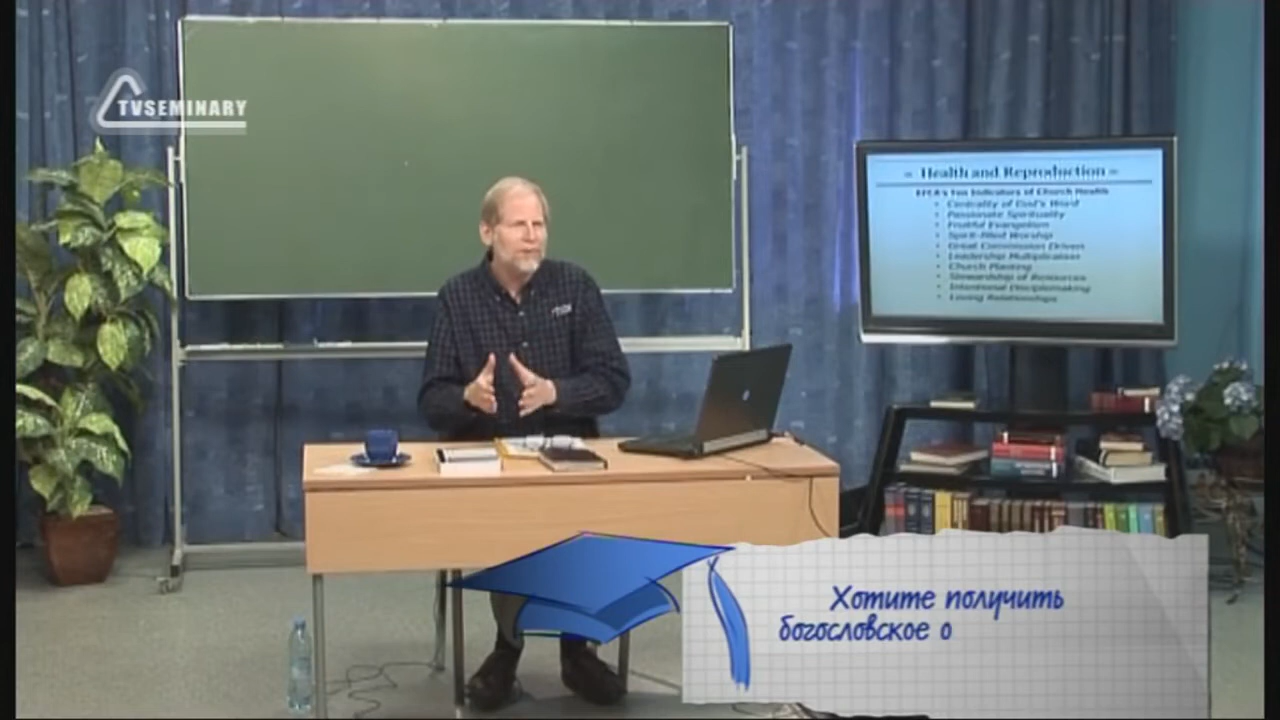 TVSEMINARY
Health and Reproduction
EFCA's Ten Indicators of Church Health
• Centrality of God's Word
• Passionate Spirituality
• Fruitful Evangelism
• Spirit-filled Worship
• Great Commission Driven
• Leadership Multiplication
• Church Planting
• Stewardship of Resources
• Intentional Disciplemaking
• Loving Relationships
Хотите получить
богословское о